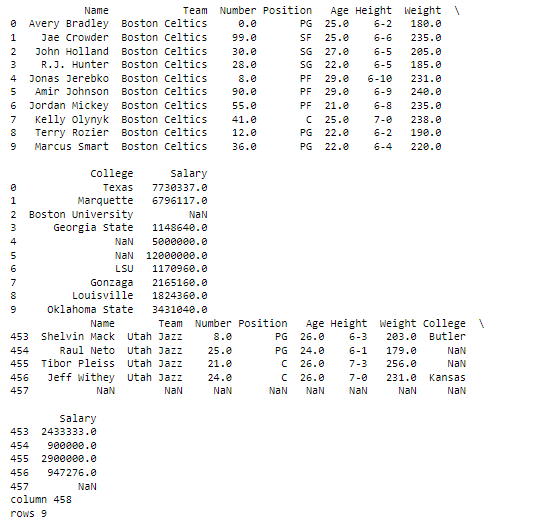 Name            Team  Number Position   Age Height  Weight  \
0  Avery Bradley  Boston Celtics     0.0       PG  25.0    6-2   180.0
1    Jae Crowder  Boston Celtics    99.0       SF  25.0    6-6   235.0
2   John Holland  Boston Celtics    30.0       SG  27.0    6-5   205.0
3    R.J. Hunter  Boston Celtics    28.0       SG  22.0    6-5   185.0
4  Jonas Jerebko  Boston Celtics     8.0       PF  29.0   6-10   231.0
5   Amir Johnson  Boston Celtics    90.0       PF  29.0    6-9   240.0
6  Jordan Mickey  Boston Celtics    55.0       PF  21.0    6-8   235.0
7   Kelly Olynyk  Boston Celtics    41.0        C  25.0    7-0   238.0
8   Terry Rozier  Boston Celtics    12.0       PG  22.0    6-2   190.0
9   Marcus Smart  Boston Celtics    36.0       PG  22.0    6-4   220.0

             College      Salary
0              Texas   7730337.0
1          Marquette   6796117.0
2  Boston University         NaN
3      Georgia State   1148640.0
4                NaN   5000000.0
5                NaN  12000000.0
6                LSU   1170960.0
7            Gonzaga   2165160.0
8         Louisville   1824360.0
9     Oklahoma State   3431040.0
             Name       Team  Number Position   Age Height  Weight College  \
453  Shelvin Mack  Utah Jazz     8.0       PG  26.0    6-3   203.0  Butler
454     Raul Neto  Utah Jazz    25.0       PG  24.0    6-1   179.0     NaN
455  Tibor Pleiss  Utah Jazz    21.0        C  26.0    7-3   256.0     NaN
456   Jeff Withey  Utah Jazz    24.0        C  26.0    7-0   231.0  Kansas
457           NaN        NaN     NaN      NaN   NaN    NaN     NaN     NaN

        Salary
453  2433333.0
454   900000.0
455  2900000.0
456   947276.0
457        NaN
column 458
rows 9